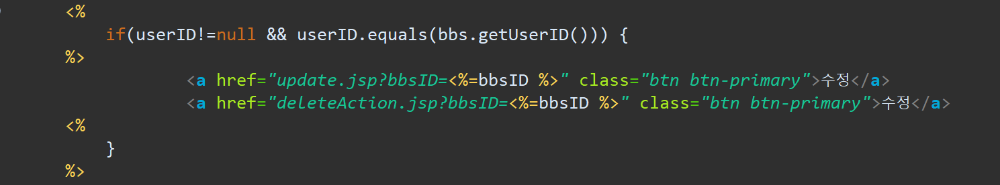 <%
if(userID!=null && userID.equals(bbs.getUserID())) {
%>
<a href="update.jsp?bbsID=<%=bbsID %>" class="btn btn-primary">수정</a>
<a href="deleteAction.jsp?bbsID=<%=bbsID %>" class="btn btn-primary">수정</a>
<%
}
%>